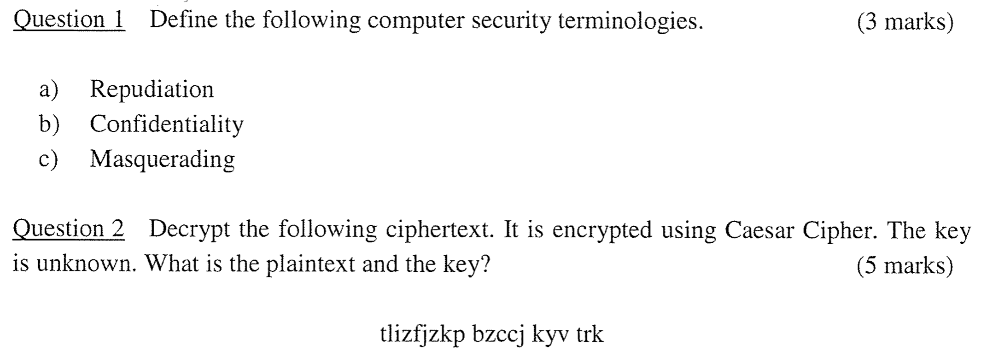 Question 1 Define the following computer security terminologies. (3 marks)
a) Repudiation
b) Confidentiality
c) Masquerading
Question 2 Decrypt the following ciphertext. It is encrypted using Caesar Cipher. The key
is unknown. What is the plaintext and the key? (5 marks)
tlizfjzkp bzccj kyv trk